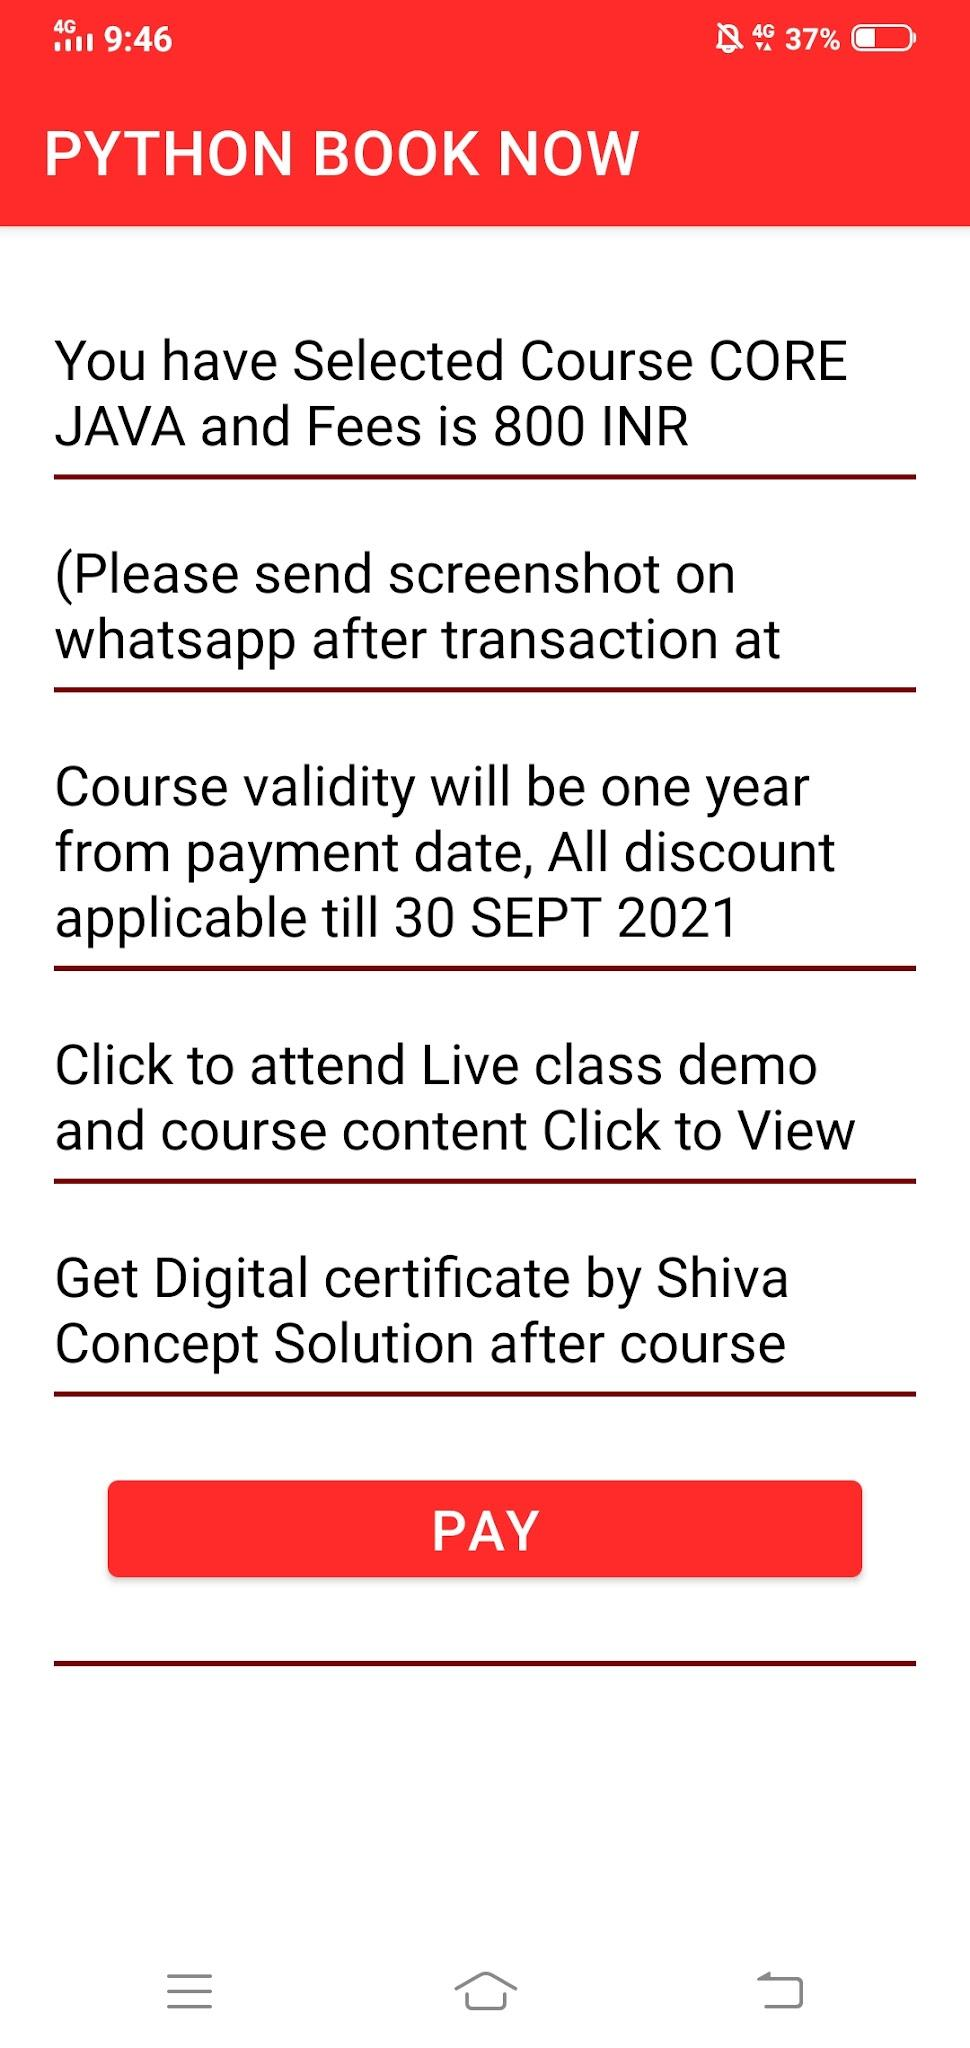 4G 9:46 4G 37%
PYTHON BOOK NOW
You have Selected Course CORE
JAVA and Fees is 800 INR
(Please send screenshot on
whatsapp after transaction at
Course validity will be one year
from payment date, All discount
applicable till 30 SEPT 2021
Click to attend Live class demo
and course content Click to View
Get Digital certificate by Shiva
Concept Solution after course
PAY